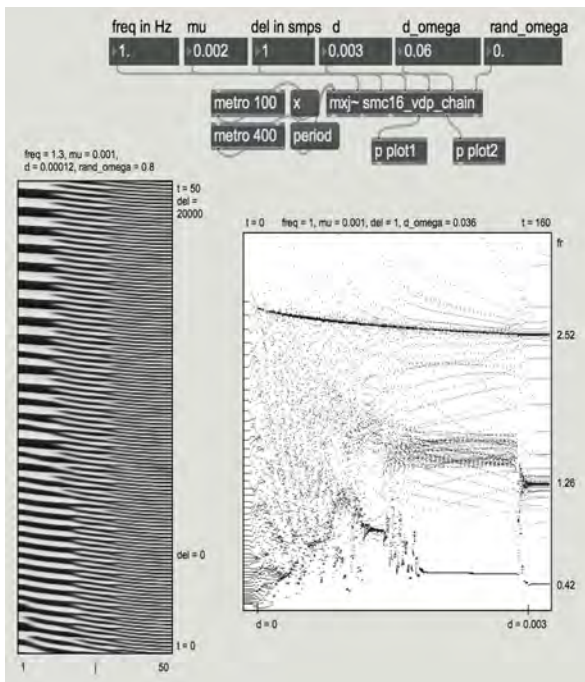 freq in Hz mu del in smps d d_omega rand_omega
1. 0.002 1 0.003 0.06 0.
metro 100 x mxj~ smc16_vdp_chain
metro 400 period p plot1 p plot2
freq = 1.3, mu = 0.001,
d = 0.00012, rand_omega = 0.8
t = 50
del =
20000
del = 0
t = 0
1 | 50
t = 0 freq = 1, mu = 0.001, del = 1, d_omega = 0.036 t = 160
fr
2.52
1.26
0.42
d = 0 d = 0.003